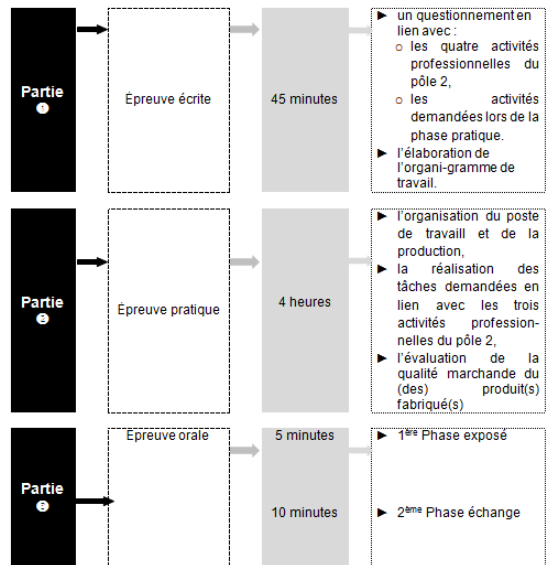 Partie
❶
Épreuve écrite
45 minutes
► un questionnement en
lien avec :
o les quatre activités
professionnelles du
pôle 2,
o les activités
demandées lors de la
phase pratique.
► l’élaboration de
l’organi-gramme de
travail.
Partie
❷
Épreuve pratique
4 heures
► l’organisation du poste
de travaill et de la
production,
► la réalisation des
tâches demandées en
lien avec les trois
activités profession-
nelles du pôle 2,
► l’évaluation de la
qualité marchande du
(des) produit(s)
fabriqué(s)
Partie
❸
Epreuve orale
5 minutes
► 1ère Phase exposé
10 minutes
► 2ème Phase échange